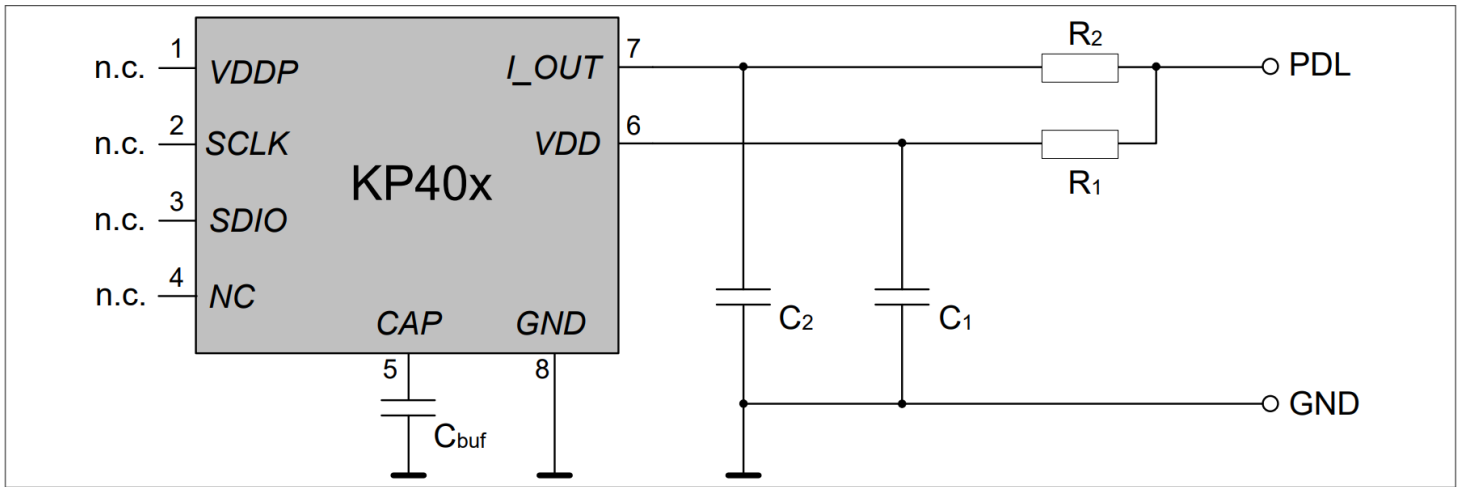 n.c. 1 VDDP
n.c. 2 SCLK
n.c. 3 SDIO
n.c. 4 NC
KP40x
I_OUT 7
VDD 6
CAP
5
GND
8
Cbuf
R2
R1
C2
C1
PDL
GND